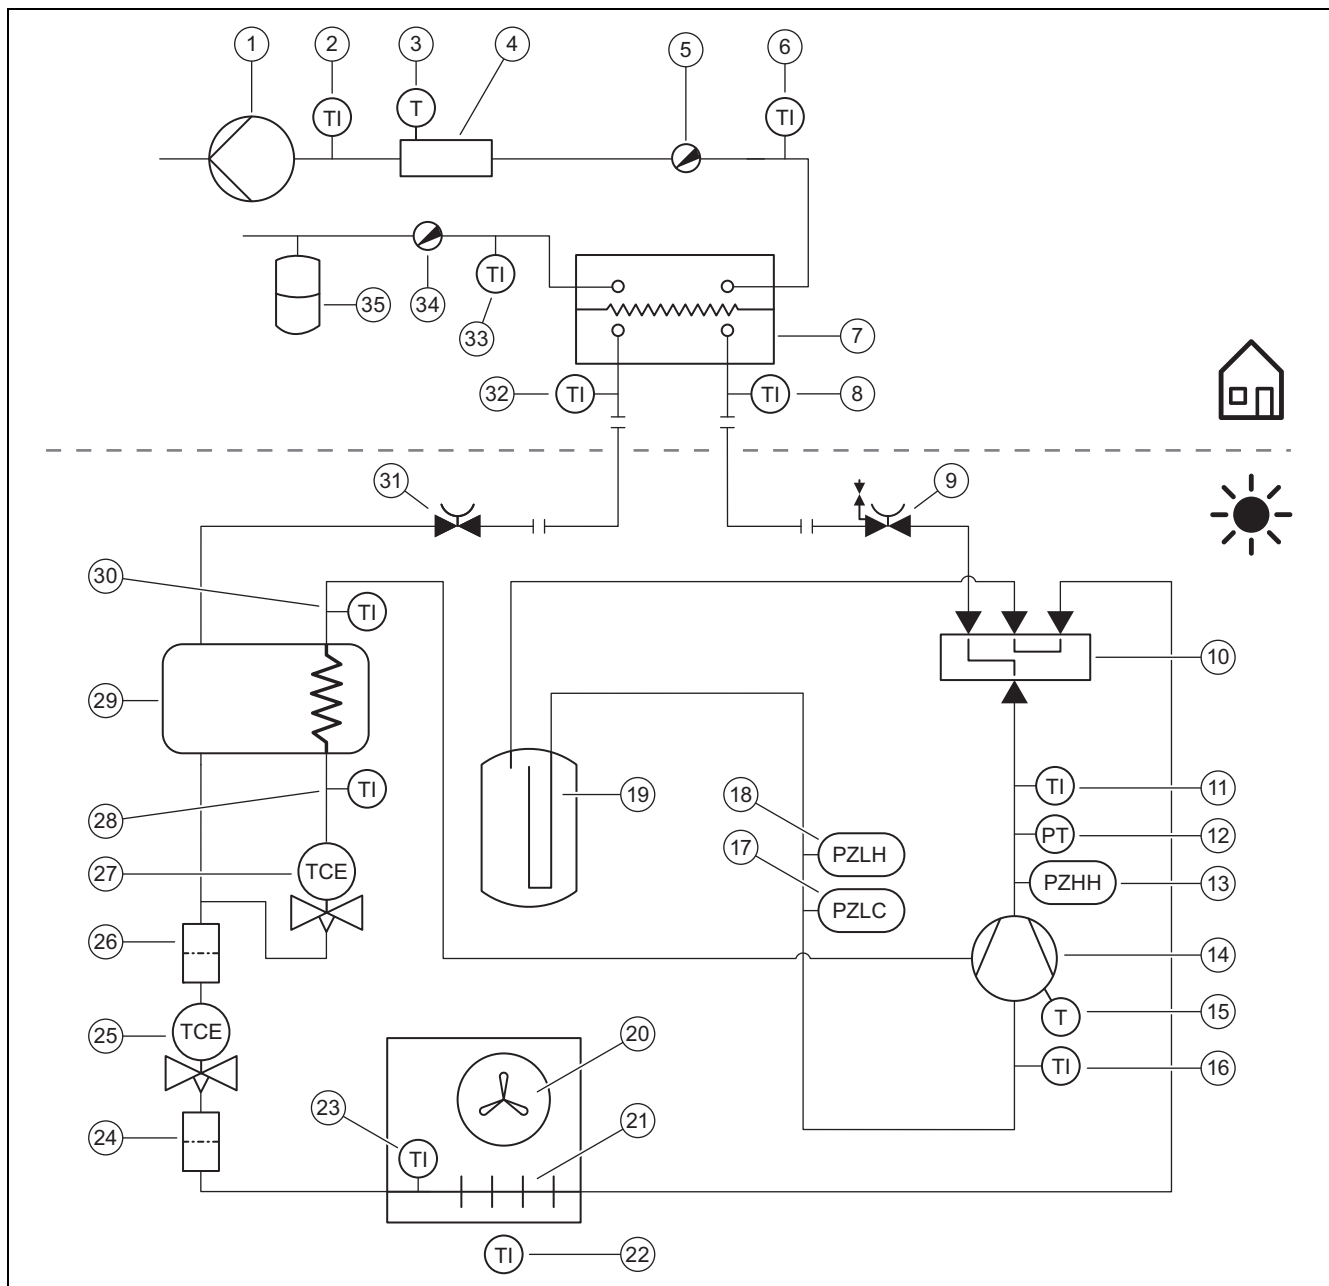 1 2 3 4 5 6
TI T TI
TI
35 34 33 7
32 TI TI 8
31 9
30 TI
10
29
19 18 TI 11
28 TI
17 PZLH PT 12
27 TCE PZLC PZHH 13
26 14
25 TCE 20 T 15
TI 16
23 21
24 TI
TI 22